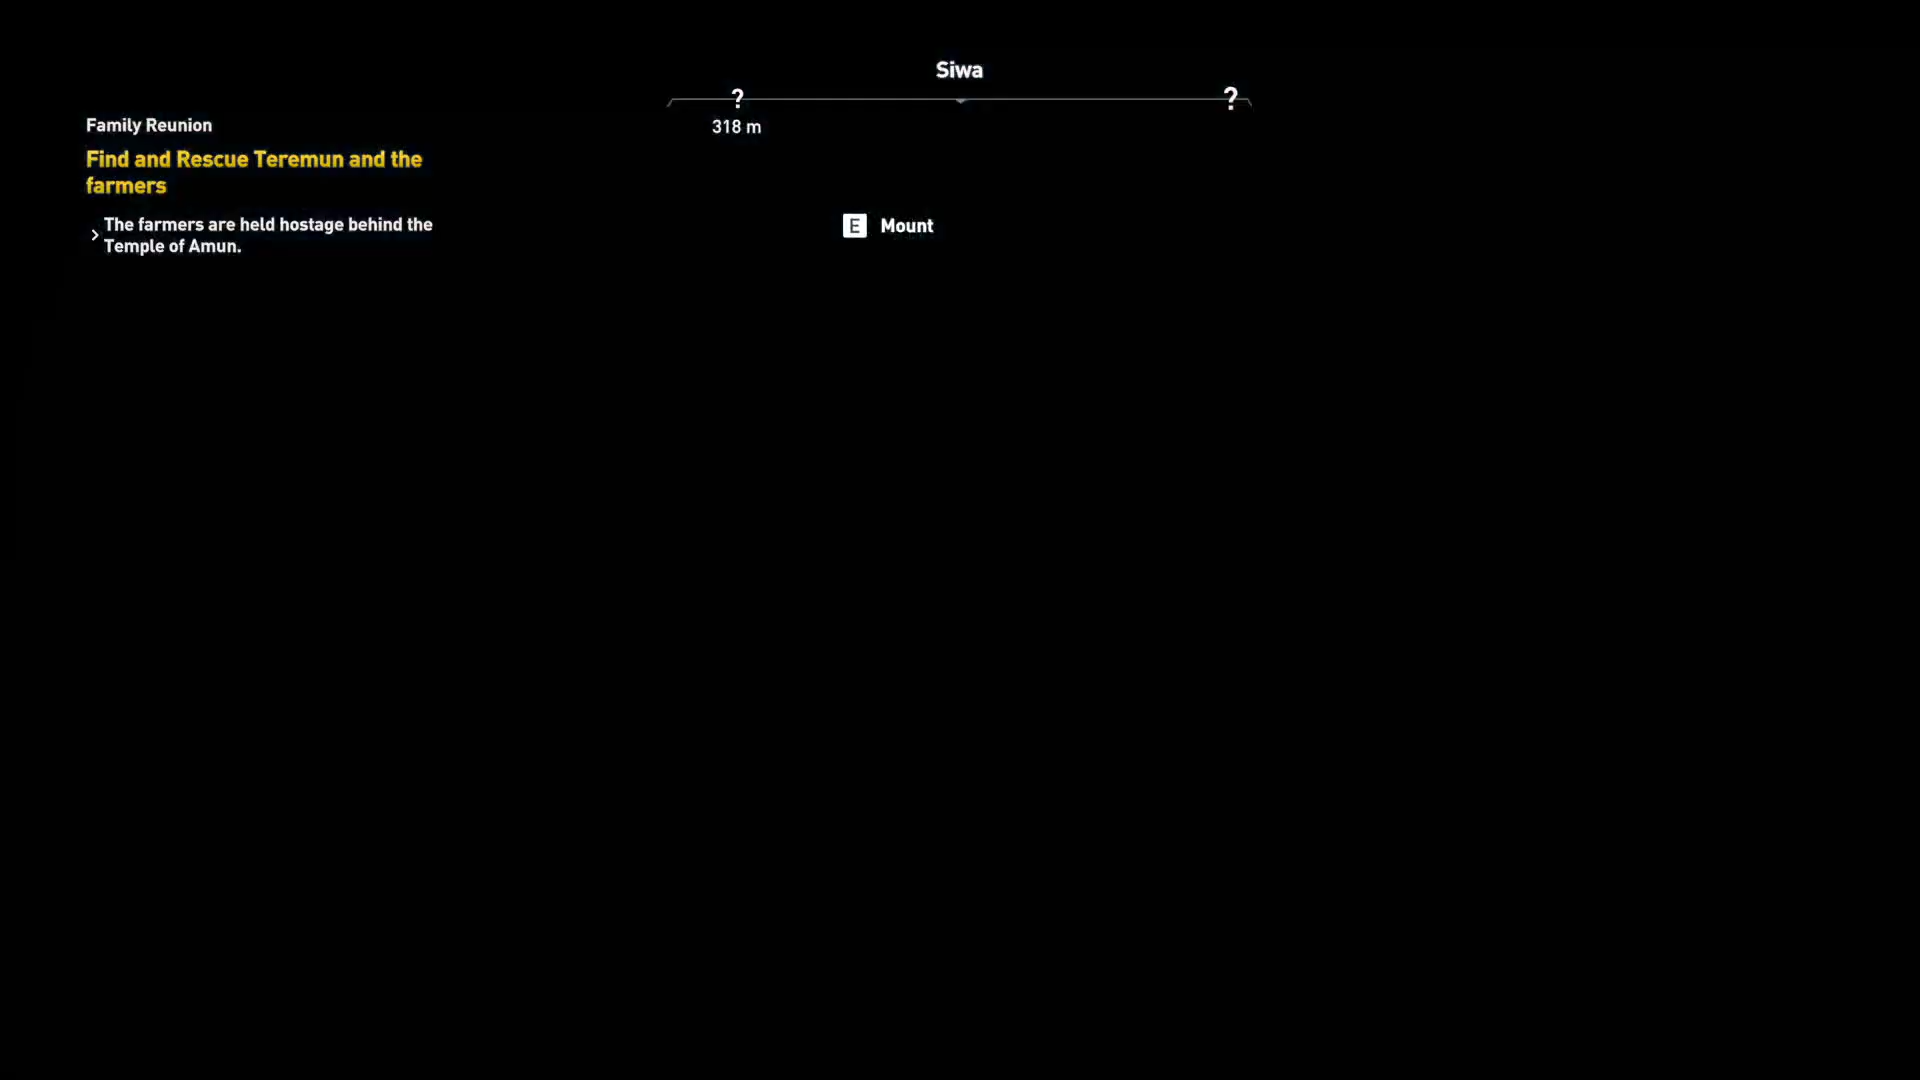 Siwa
?
?
318 m
Family Reunion
Find and Rescue Teremun and the
farmers
The farmers are held hostage behind the
Temple of Amun.
E Mount